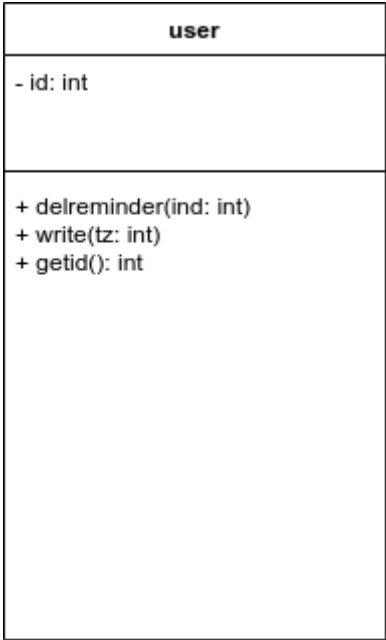 user
- id: int
+ delreminder(ind: int)
+ write(tz: int)
+ getid(): int